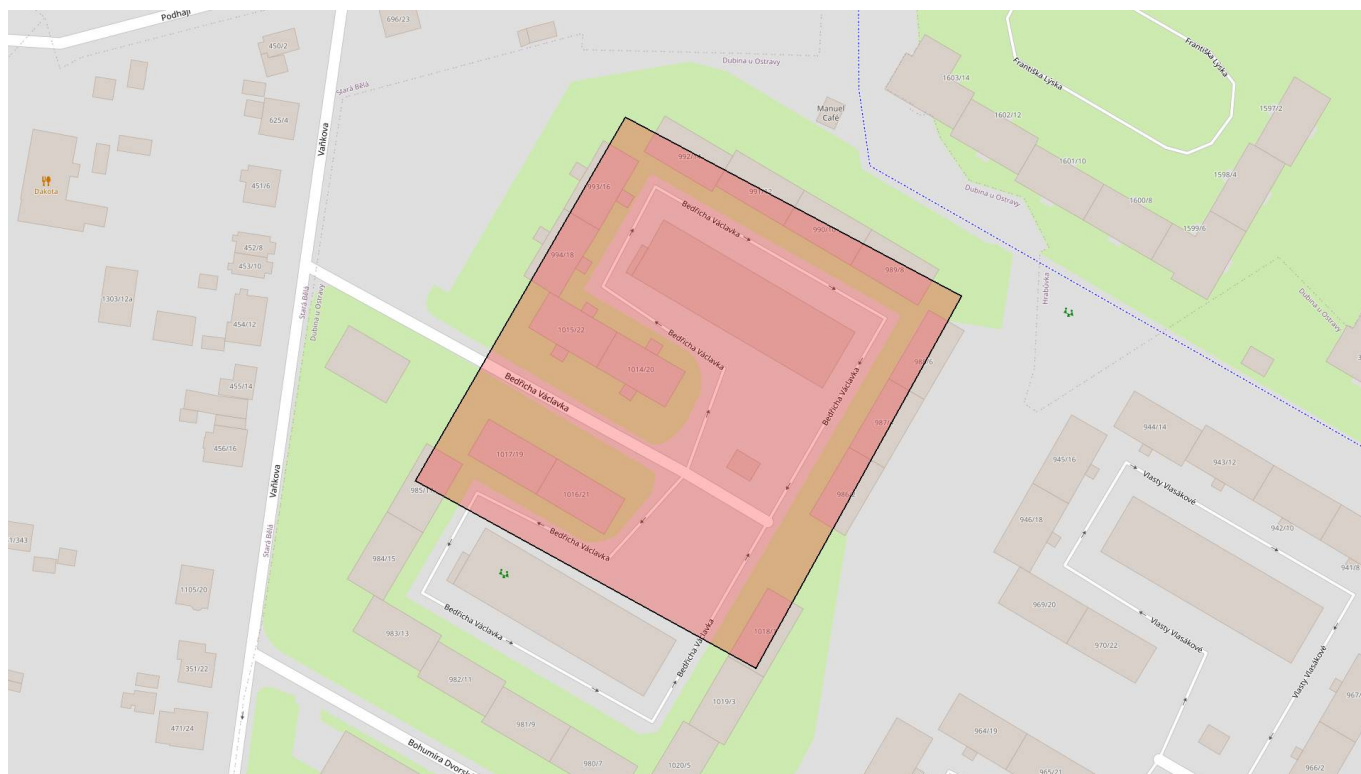 Podhájí
696/23
450/2
Stará Bělá
Dubina u Ostravy
Františka Lýska
Františka Lýska
1603/14
1597/2
625/4
Vaňkova
Manuel
Café
1602/12
Dakota
451/6
993/16
1601/10
1598/4
Dubina u Ostravy
1600/8
1599/6
Bedřicha Václavka
452/8
453/10
994/18
990/10
989/8
1303/12a
Stará Bělá
Dubina u Ostravy
Hrabůvka
Dubina u Ostravy
454/12
1015/22
Bedřicha Václavka
1014/20
Bedřicha Václavka
Bedřicha Václavka
455/14
456/16
944/14
1017/19
945/16
943/12
Vaňkova
1016/21
Vlasty Vlasákové
946/18
942/10
Stará Bělá
984/15
Bedřicha Václavka
941/8
1105/20
969/20
Bedřicha Václavka
983/13
Vlasty Vlasákové
970/22
Bedřicha Václavka
351/22
982/11
Vlasty Vlasákové
1019/3
471/24
981/9
964/19
980/7
1020/5
965/21
966/2